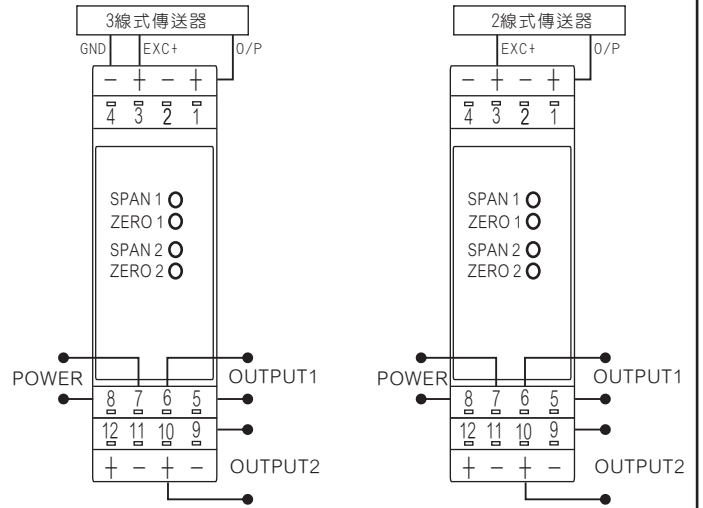 3線式傳送器
GND EXC+ O/P
− + − +
4 3 2 1
SPAN 1
ZERO 1
SPAN 2
ZERO 2
POWER
OUTPUT1
8 7 6 5
12 11 10 9
+ − + −
OUTPUT2
2線式傳送器
EXC+ O/P
− + − +
4 3 2 1
SPAN 1
ZERO 1
SPAN 2
ZERO 2
POWER
OUTPUT1
8 7 6 5
12 11 10 9
+ − + −
OUTPUT2